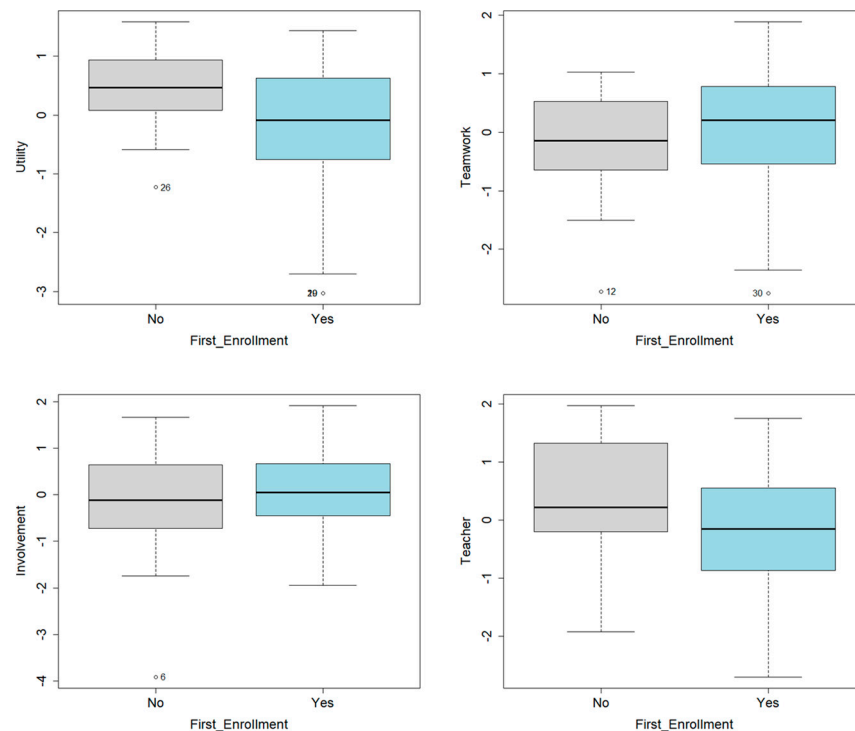 Utility
1
0
-1
-2
-3
26
No
Yes
First_Enrollment
Teamwork
2
1
0
-1
-2
12
30
No
Yes
First_Enrollment
Involvement
2
1
0
-1
-2
-3
-4
6
No
Yes
First_Enrollment
Teacher
2
1
0
-1
-2
No
Yes
First_Enrollment